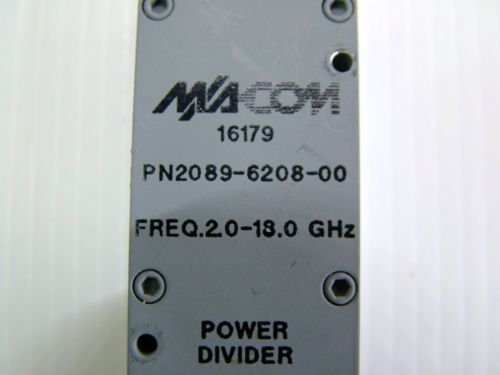 M/A-COM
16179
PN2089-6208-00
FREQ.2.0-18.0 GHz
POWER
DIVIDER